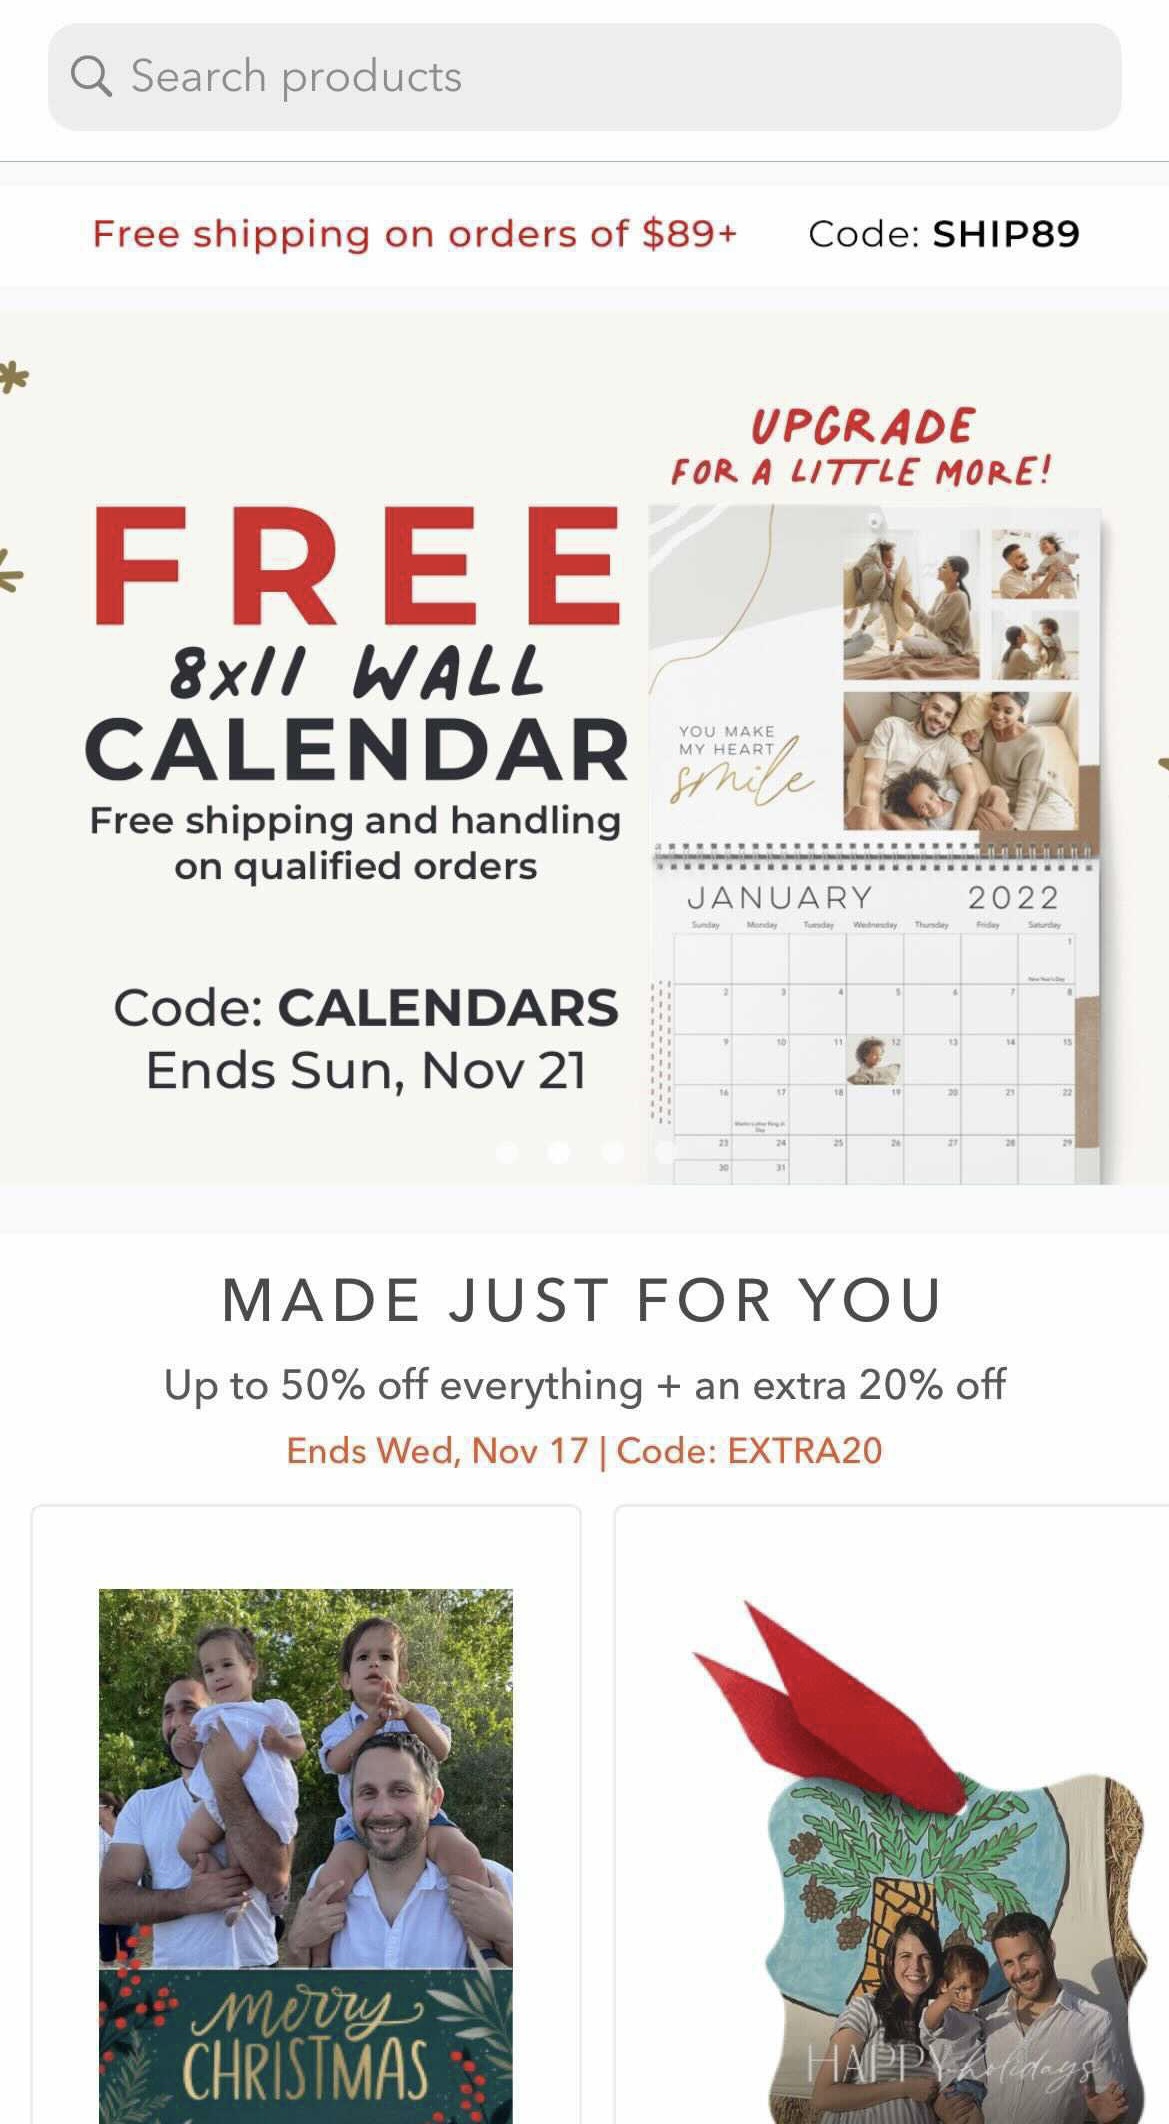 Search products
Free shipping on orders of $89+ Code: SHIP89
UPGRADE
FOR A LITTLE MORE!
FREE
8x11 WALL
CALENDAR
Free shipping and handling
on qualified orders
Code: CALENDARS
Ends Sun, Nov 21
YOU MAKE
MY HEART
smile
JANUARY 2022
Sunday Monday Tuesday Wednesday Thursday Friday Saturday
1
New Year's Day
2 3 4 5 6 7 8
9 10 11 12 13 14 15
16 17 18 19 20 21 22
23 24 25 26 27 28 29
30 31
MADE JUST FOR YOU
Up to 50% off everything + an extra 20% off
Ends Wed, Nov 17 | Code: EXTRA20
Merry
CHRISTMAS
HAPPY holidays